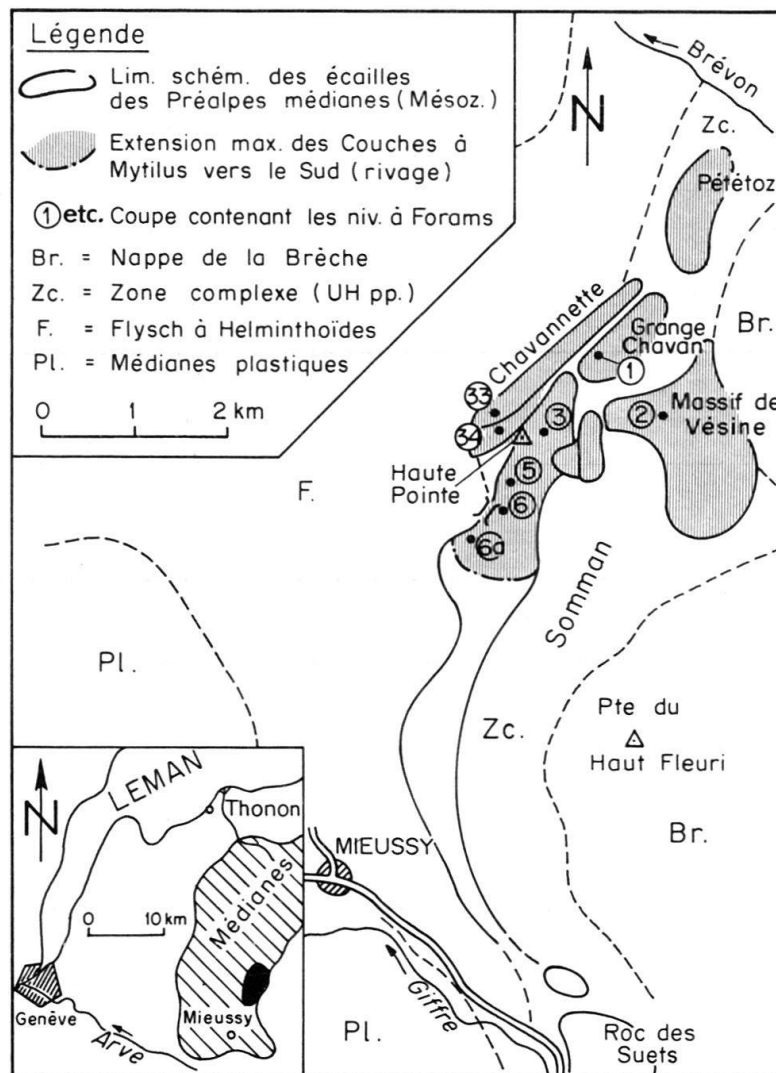 Légende
Lim. schém. des écailles
des Préalpes médianes (Mésoz.)
Extension max. des Couches à
Mytilus vers le Sud (rivage)
① etc. Coupe contenant les niv. à Forams
Br. = Nappe de la Brèche
Zc. = Zone complexe (UH pp.)
F. = Flysch à Helminthoïdes
Pl. = Médianes plastiques
0 1 2 km
N
Brévon
Zc.
Pététoz
Br.
Chavannette
Grange
Chavan
1
33
34
3
2
Massif de
Vésine
Haute
Pointe
5
6
6a
F.
Somman
Pl.
Zc.
Pte du
Haut Fleuri
Br.
N
LEMAN
Thonon
Médianes
0 10 km
Genève
Arve
Mieussy
MIEUSSY
Giffre
Pl.
Roc des
Suets